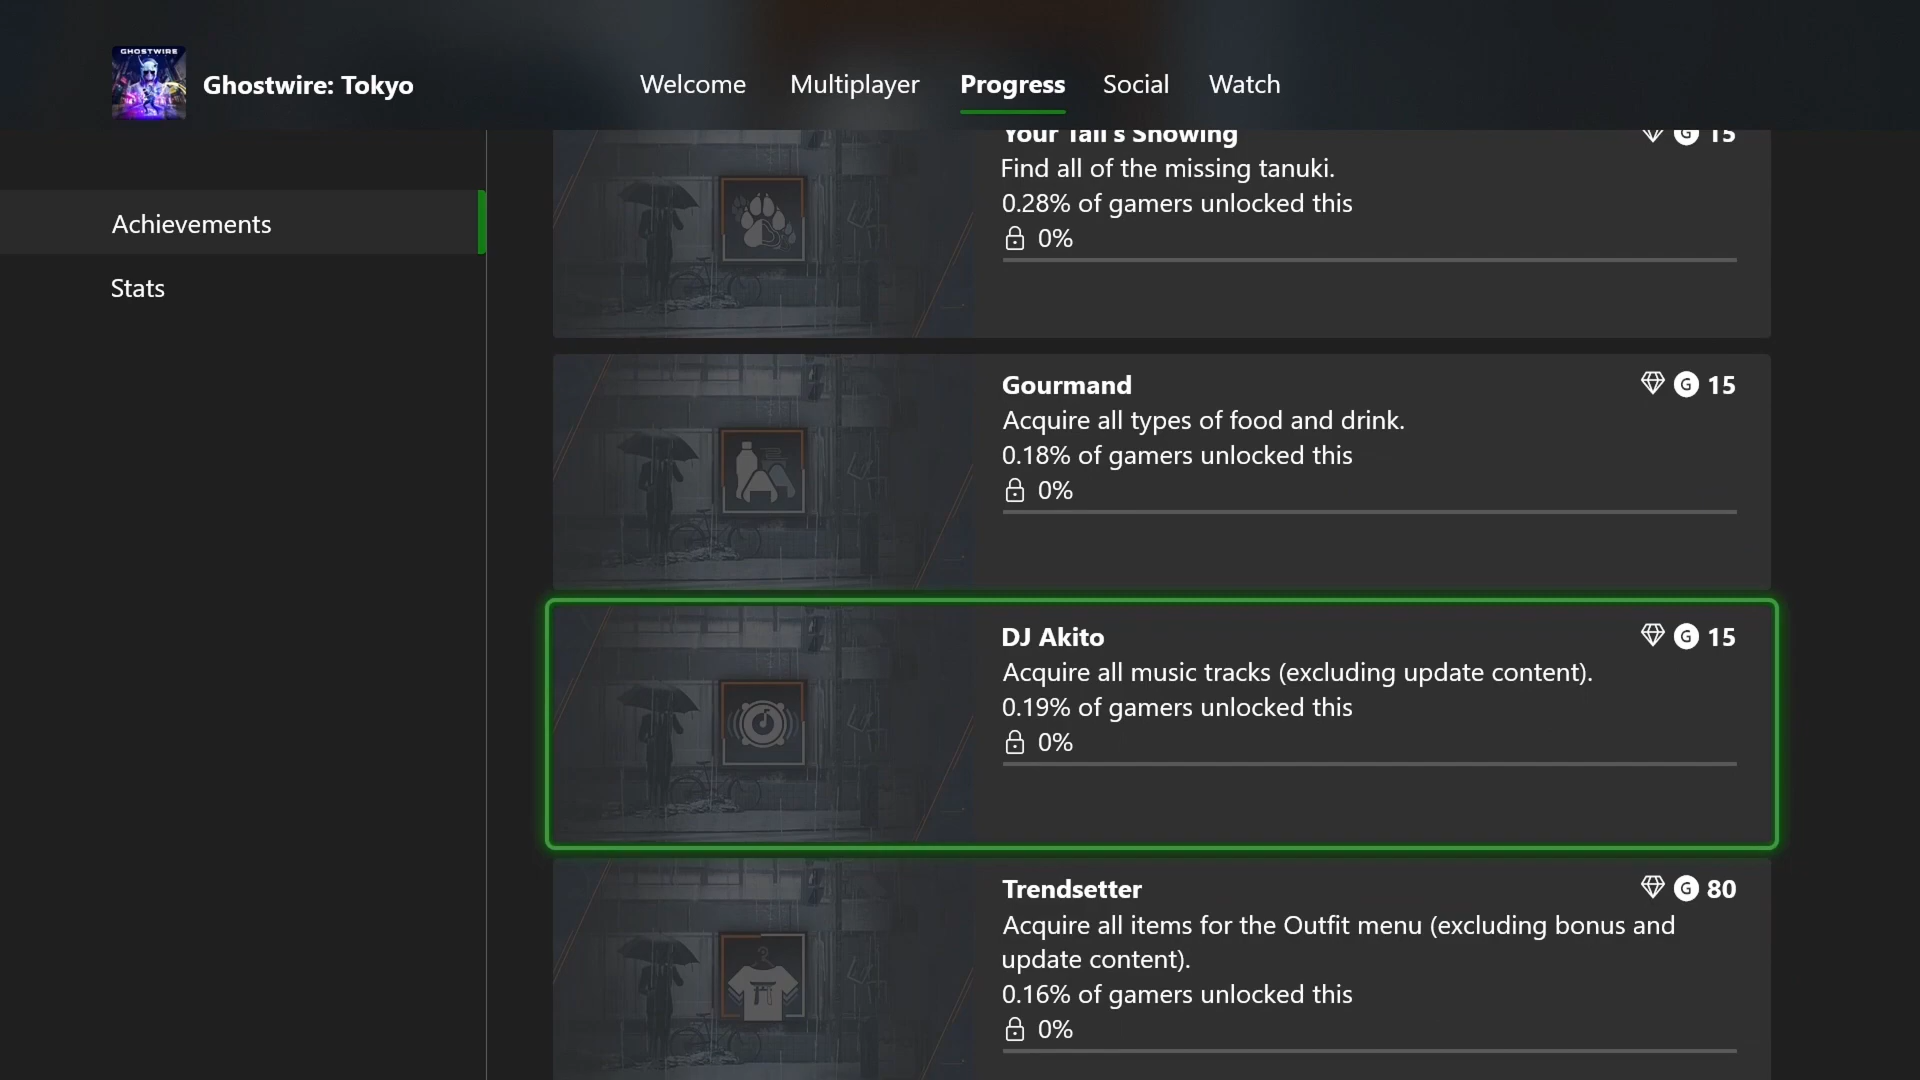 GHOSTWIRE
Ghostwire: Tokyo
Welcome
Multiplayer
Progress
Social
Watch
Achievements
Stats
Your Tail's Showing
G 15
Find all of the missing tanuki.
0.28% of gamers unlocked this
0%
Gourmand
G 15
Acquire all types of food and drink.
0.18% of gamers unlocked this
0%
DJ Akito
G 15
Acquire all music tracks (excluding update content).
0.19% of gamers unlocked this
0%
Trendsetter
G 80
Acquire all items for the Outfit menu (excluding bonus and
update content).
0.16% of gamers unlocked this
0%